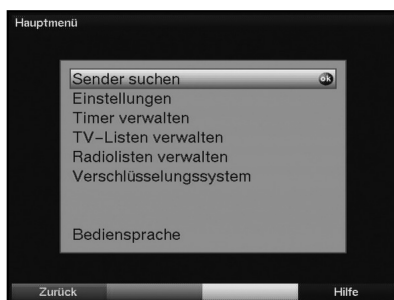 Hauptmenü
Sender suchen ok
Einstellungen
Timer verwalten
TV-Listen verwalten
Radiolisten verwalten
Verschlüsselungssystem
Bediensprache
Zurück Hilfe